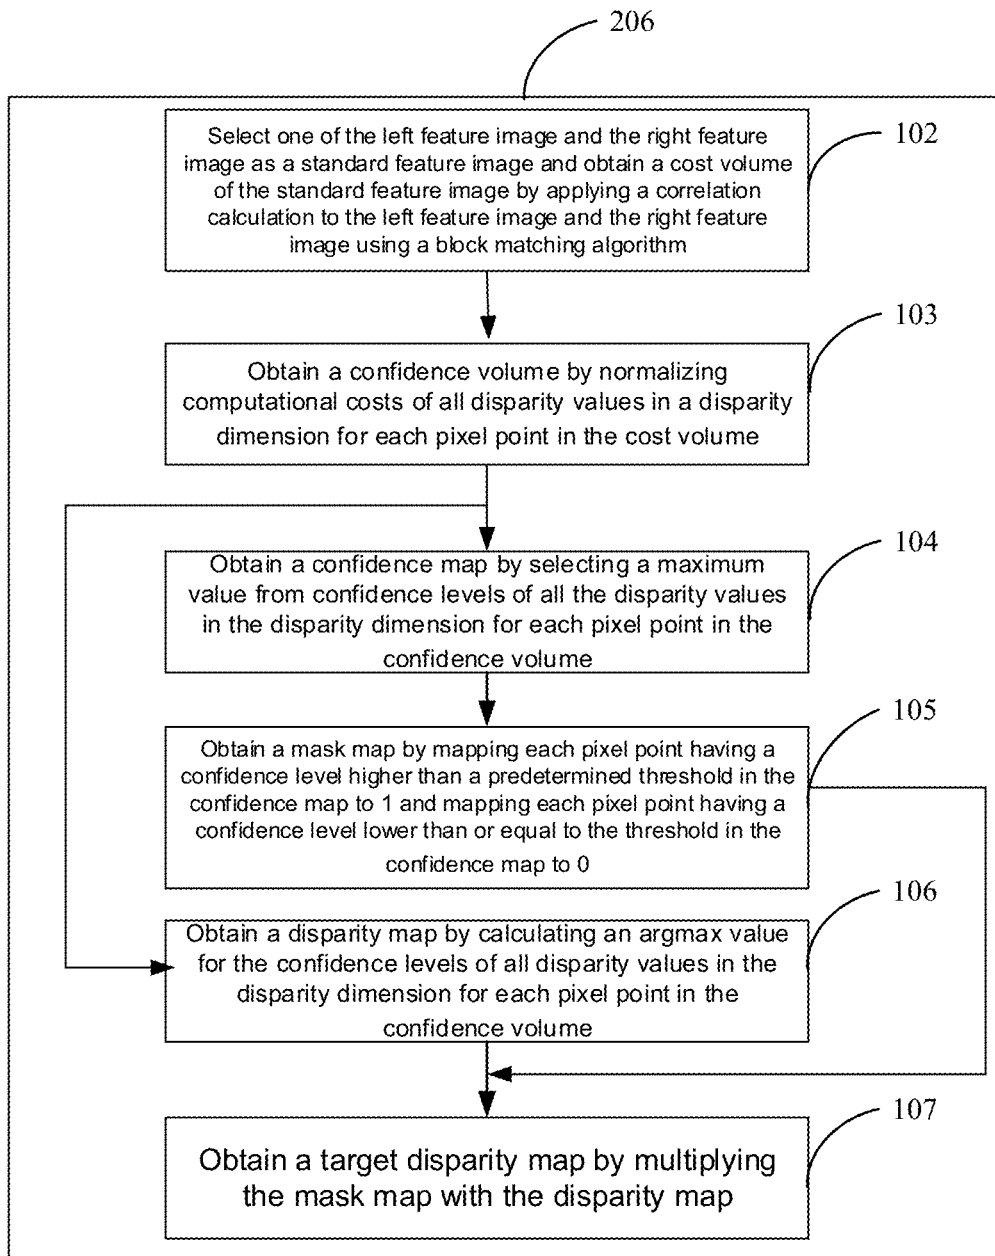 206
Select one of the left feature image and the right feature
image as a standard feature image and obtain a cost volume
of the standard feature image by applying a correlation
calculation to the left feature image and the right feature
image using a block matching algorithm
102
Obtain a confidence volume by normalizing
computational costs of all disparity values in a disparity
dimension for each pixel point in the cost volume
103
Obtain a confidence map by selecting a maximum
value from confidence levels of all the disparity values
in the disparity dimension for each pixel point in the
confidence volume
104
Obtain a mask map by mapping each pixel point having a
confidence level higher than a predetermined threshold in the
confidence map to 1 and mapping each pixel point having a
confidence level lower than or equal to the threshold in the
confidence map to 0
105
Obtain a disparity map by calculating an argmax value
for the confidence levels of all disparity values in the
disparity dimension for each pixel point in the
confidence volume
106
Obtain a target disparity map by multiplying
the mask map with the disparity map
107